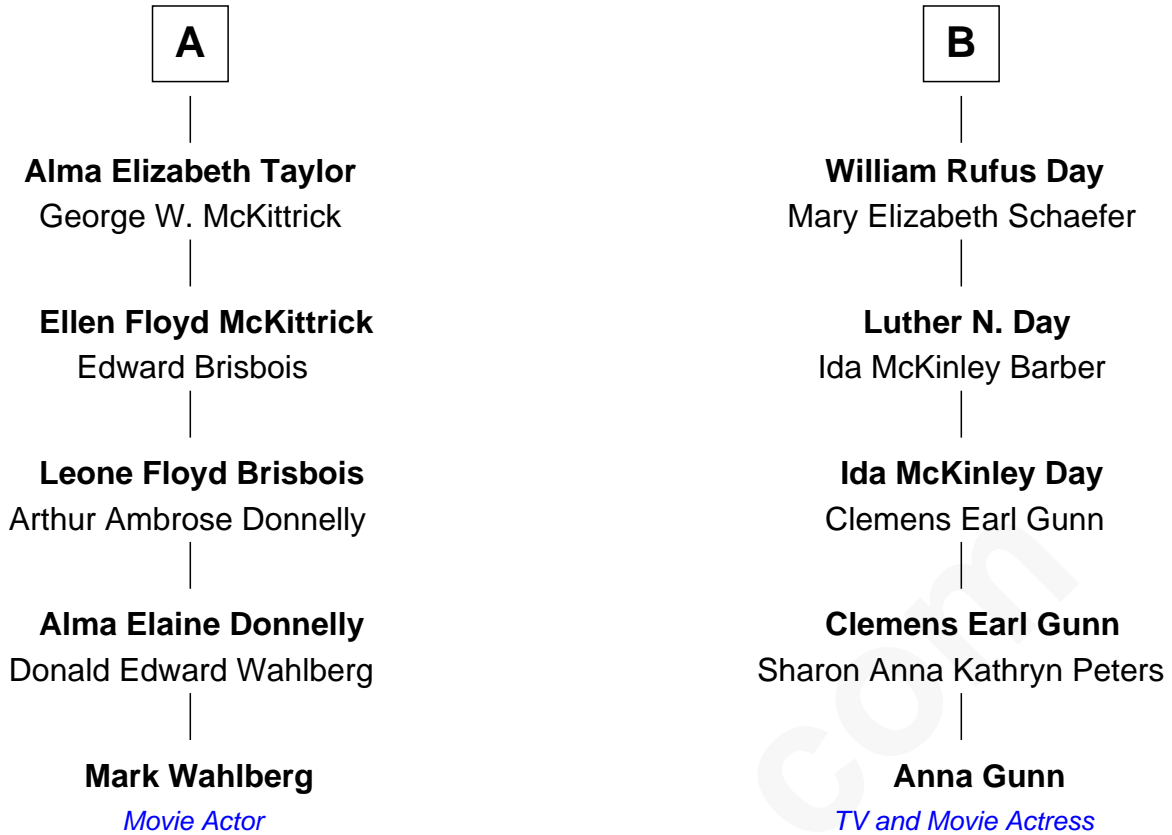 A
Alma Elizabeth Taylor
George W. McKittrick
Ellen Floyd McKittrick
Edward Brisbois
Leone Floyd Brisbois
Arthur Ambrose Donnelly
Alma Elaine Donnelly
Donald Edward Wahlberg
Mark Wahlberg
Movie Actor
B
William Rufus Day
Mary Elizabeth Schaefer
Luther N. Day
Ida McKinley Barber
Ida McKinley Day
Clemens Earl Gunn
Clemens Earl Gunn
Sharon Anna Kathryn Peters
Anna Gunn
TV and Movie Actress
com